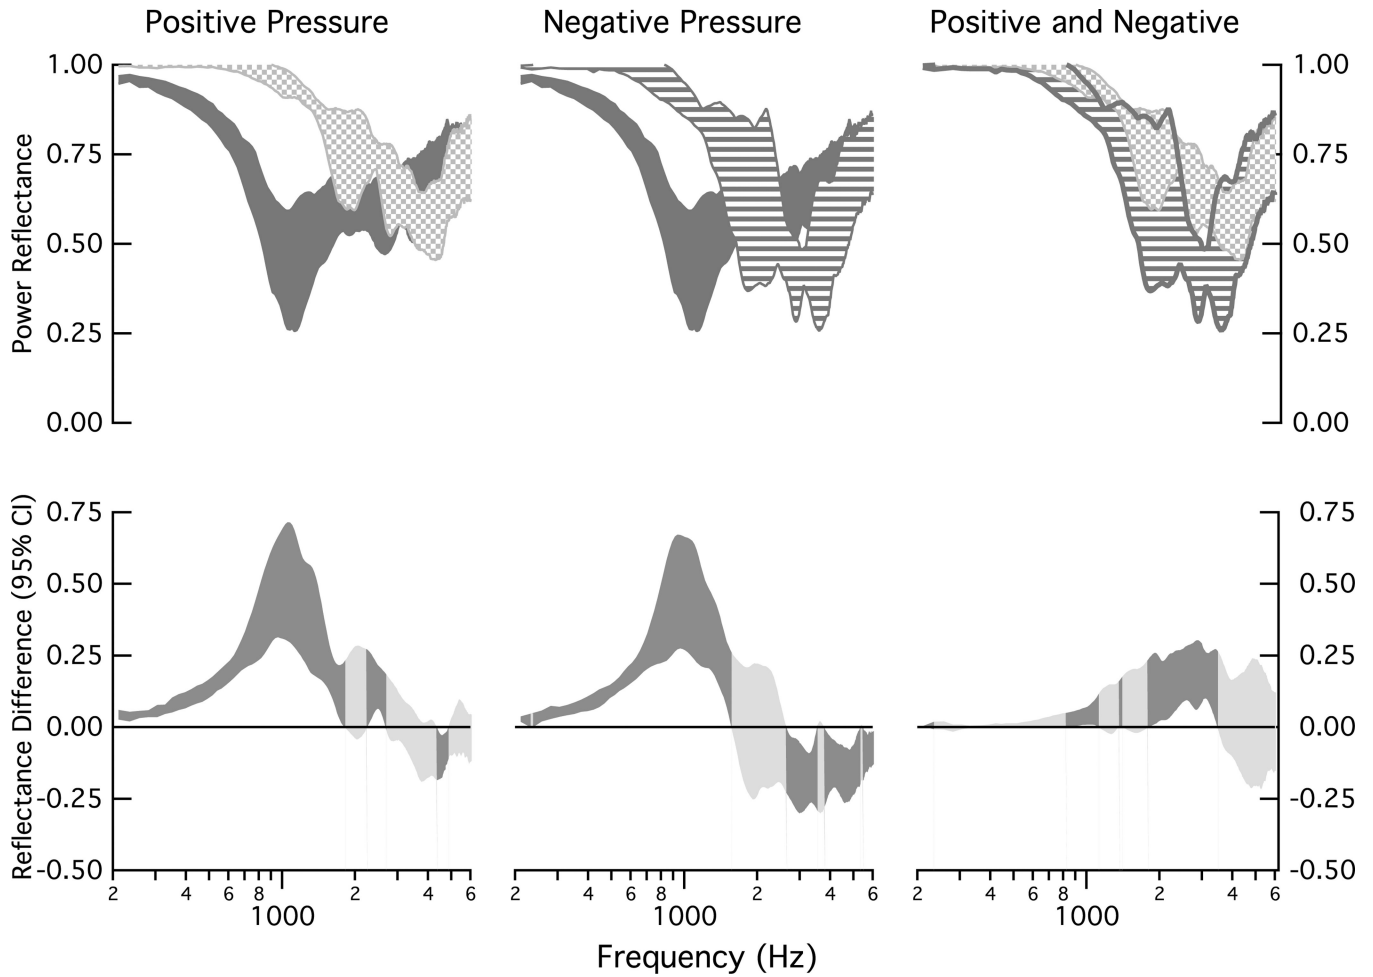 Positive Pressure Negative Pressure Positive and Negative
Power Reflectance
1.00 1.00
0.75 0.75
0.50 0.50
0.25 0.25
0.00 0.00
Reflectance Difference (95% CI)
0.75 0.75
0.50 0.50
0.25 0.25
0.00 0.00
-0.25 -0.25
-0.50 -0.50
2 4 6 8 2 4 6 2 4 6 8 2 4 6 2 4 6 8 2 4 6
1000 1000 1000
Frequency (Hz)